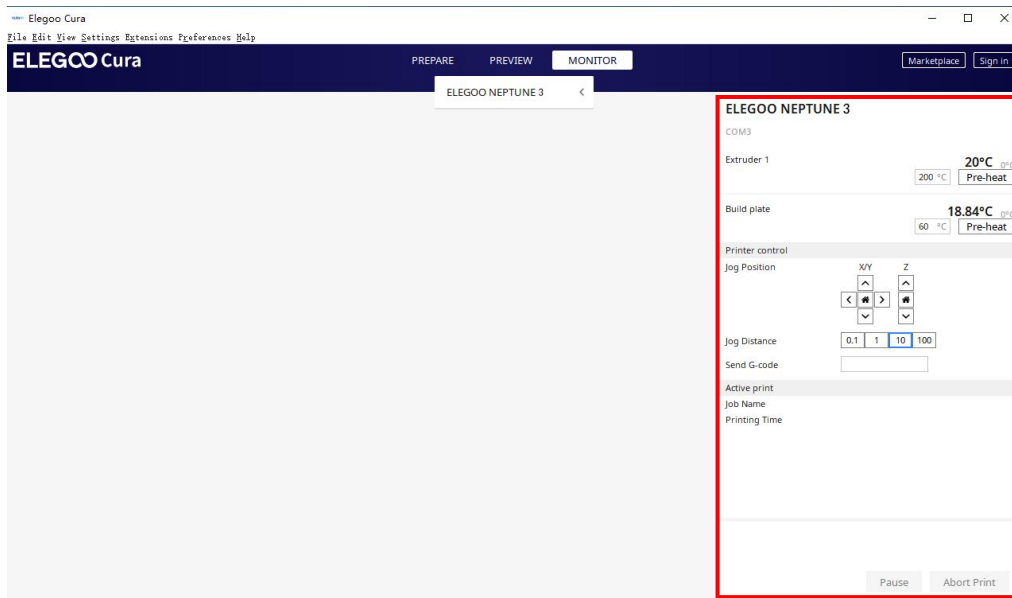 Elegoo Cura
File Edit View Settings Extensions Preferences Help
ELEGOO Cura PREPARE PREVIEW MONITOR Marketplace Sign in
ELEGOO NEPTUNE 3
ELEGOO NEPTUNE 3
COM3
Extruder 1 20°C 0°C
200 °C Pre-heat
Build plate 18.84°C 0°C
60 °C Pre-heat
Printer control
Jog Position X/Y Z
Jog Distance 0.1 1 10 100
Send G-code
Active print
Job Name
Printing Time
Pause Abort Print